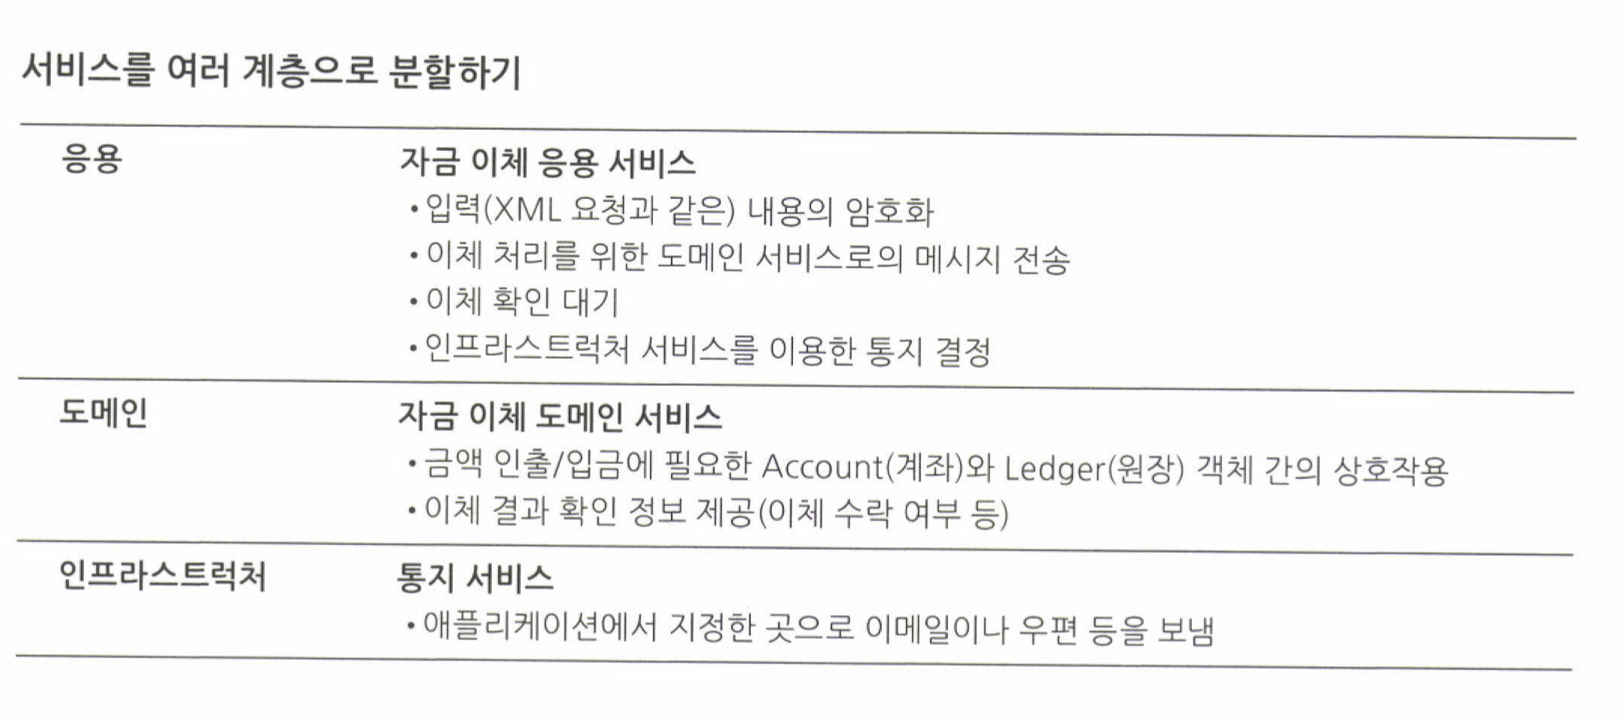 서비스를 여러 계층으로 분할하기
응용
자금 이체 응용 서비스
• 입력(XML 요청과 같은) 내용의 암호화
• 이체 처리를 위한 도메인 서비스로의 메시지 전송
• 이체 확인 대기
• 인프라스트럭처 서비스를 이용한 통지 결정
도메인
자금 이체 도메인 서비스
• 금액 인출/입금에 필요한 Account(계좌)와 Ledger(원장) 객체 간의 상호작용
• 이체 결과 확인 정보 제공(이체 수락 여부 등)
인프라스트럭처
통지 서비스
• 애플리케이션에서 지정한 곳으로 이메일이나 우편 등을 보냄